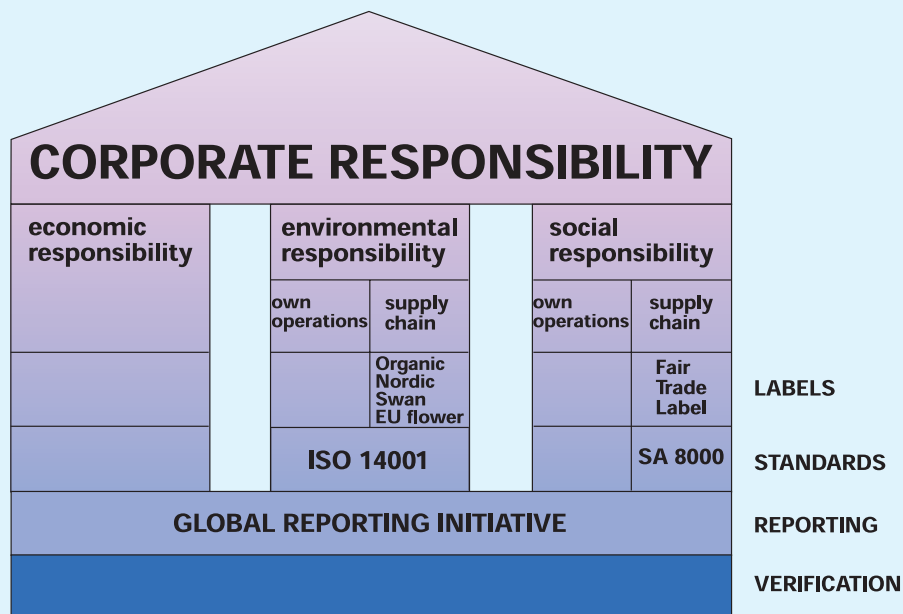 CORPORATE RESPONSIBILITY
economic
responsibility
environmental
responsibility
social
responsibility
own
operations
supply
chain
own
operations
supply
chain
Organic
Nordic
Swan
EU flower
Fair
Trade
Label
LABELS
ISO 14001
SA 8000
STANDARDS
GLOBAL REPORTING INITIATIVE
REPORTING
VERIFICATION